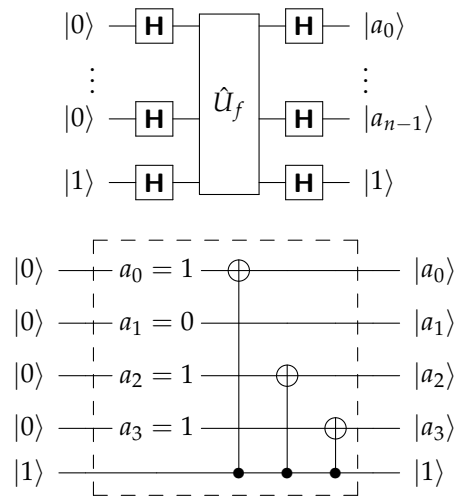 |0⟩ H H |a₀⟩
⋮ Û_f ⋮
|0⟩ H H |aₙ₋₁⟩
|1⟩ H H |1⟩
|0⟩ a₀ = 1 |a₀⟩
|0⟩ a₁ = 0 |a₁⟩
|0⟩ a₂ = 1 |a₂⟩
|0⟩ a₃ = 1 |a₃⟩
|1⟩ |1⟩